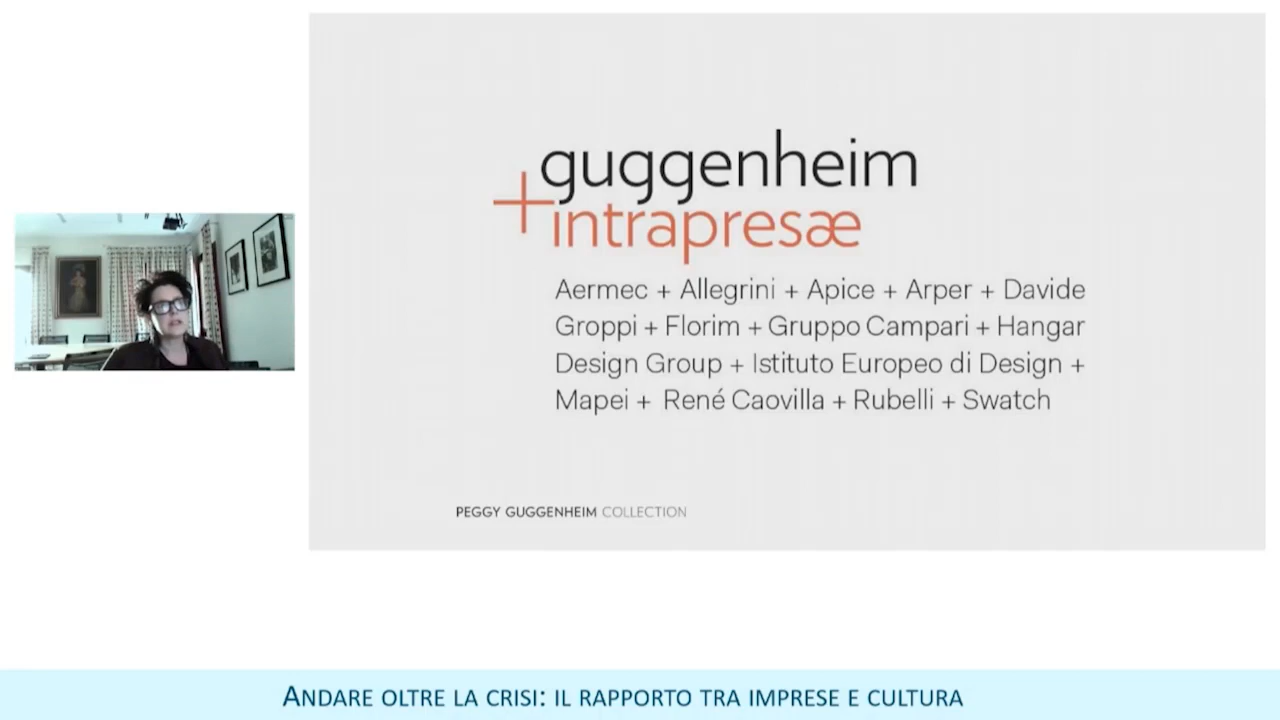 guggenheim
+intrapresæ
Aermec + Allegrini + Apice + Arper + Davide
Groppi + Florim + Gruppo Campari + Hangar
Design Group + Istituto Europeo di Design +
Mapei + René Caovilla + Rubelli + Swatch
PEGGY GUGGENHEIM COLLECTION
ANDARE OLTRE LA CRISI: IL RAPPORTO TRA IMPRESE E CULTURA